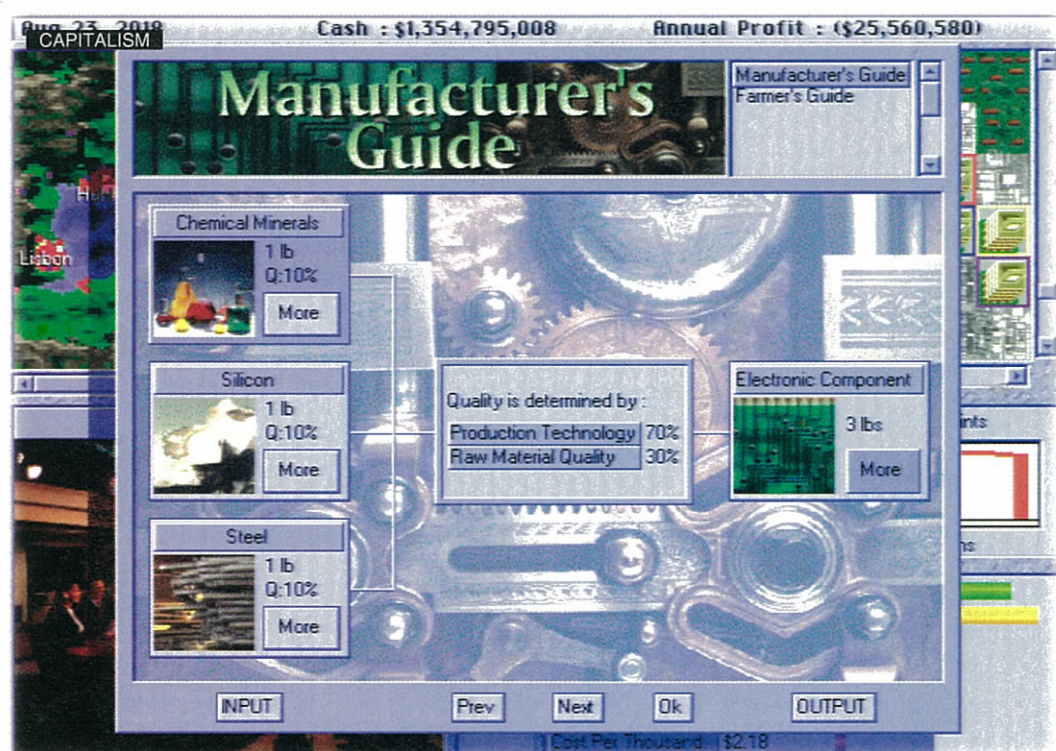 Aug 23, 2018 Cash : $1,354,795,008 Annual Profit : ($25,560,580)
CAPITALISM
Manufacturer's
Guide
Manufacturer's Guide
Farmer's Guide
Chemical Minerals
1 lb
Q:10%
More
Lisbon
Silicon
1 lb
Q:10%
More
Quality is determined by :
Production Technology 70%
Raw Material Quality 30%
Electronic Component
3 lbs
More
Steel
1 lb
Q:10%
More
INPUT Prev Next Ok OUTPUT
Cost Per Thousand $2.18